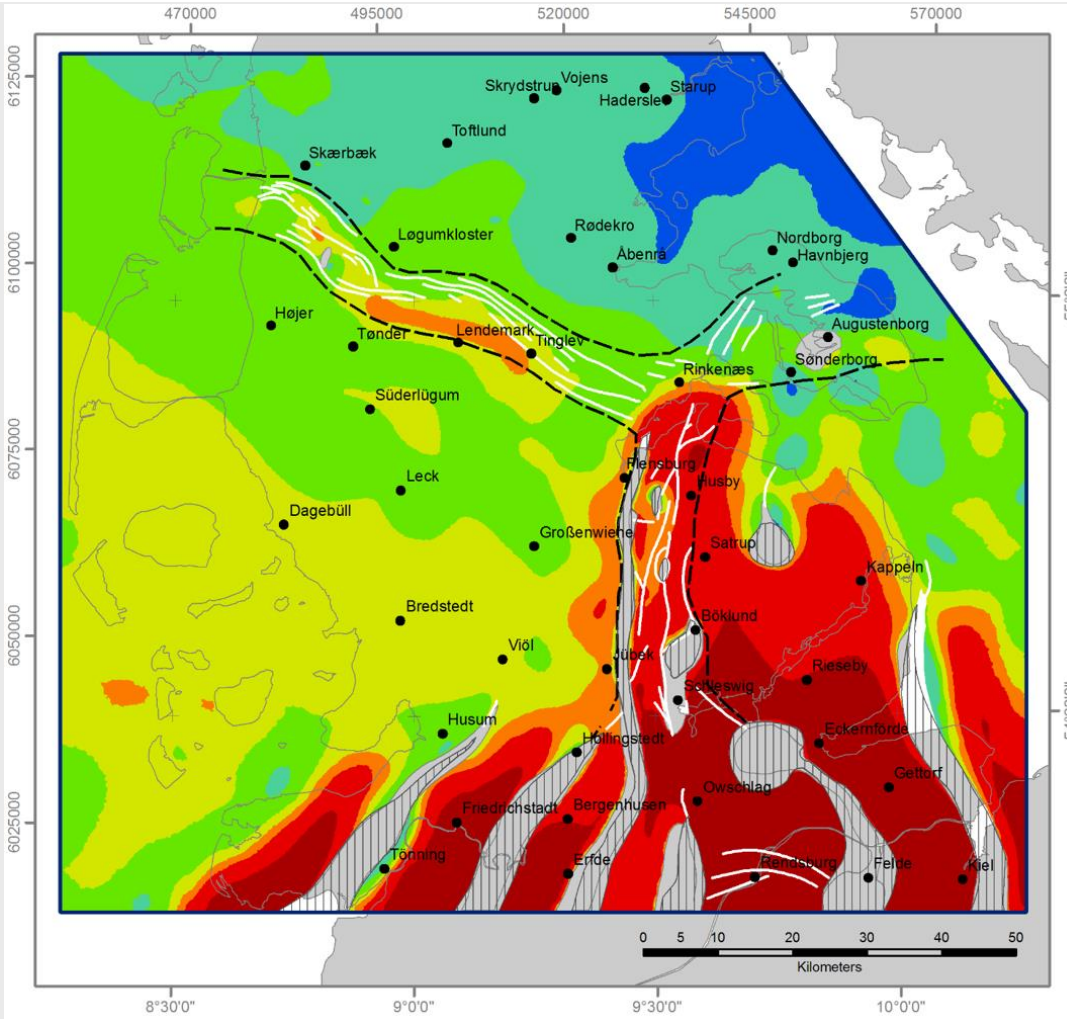 470000 495000 520000 545000 570000
6125000
6100000
6075000
6050000
6025000
Vojens
Skrydstrup
Starup
Haderslev
Toftlund
Skærbæk
Rødekro
Løgumkloster
Nordborg
Havnbjerg
Åbenrå
Højer
Augustenborg
Lendemark
Tønder
Tinglev
Sønderborg
Rinkenæs
Süderlügum
Flensburg
Leck
Husby
Dagebüll
Großenwiehe
Satrup
Kappeln
Bredstedt
Böklund
Viöl
Jübek
Rieseby
Schleswig
Husum
Eckernförde
Hollingstedt
Gettorf
Owschlag
Friedrichstadt
Bergenhusen
Tönning
Erfde
Rendsburg
Felde
Kiel
0 5 10 20 30 40 50
Kilometers
8°30'0" 9°0'0" 9°30'0" 10°0'0"